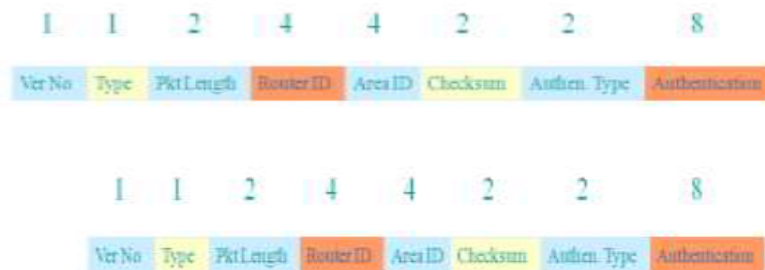 1 1 2 4 4 2 2 8
Ver No Type Pkt Length Router ID Area ID Checksum Authen. Type Authentication
1 1 2 4 4 2 2 8
Ver No Type Pkt Length Router ID Area ID Checksum Authen. Type Authentication